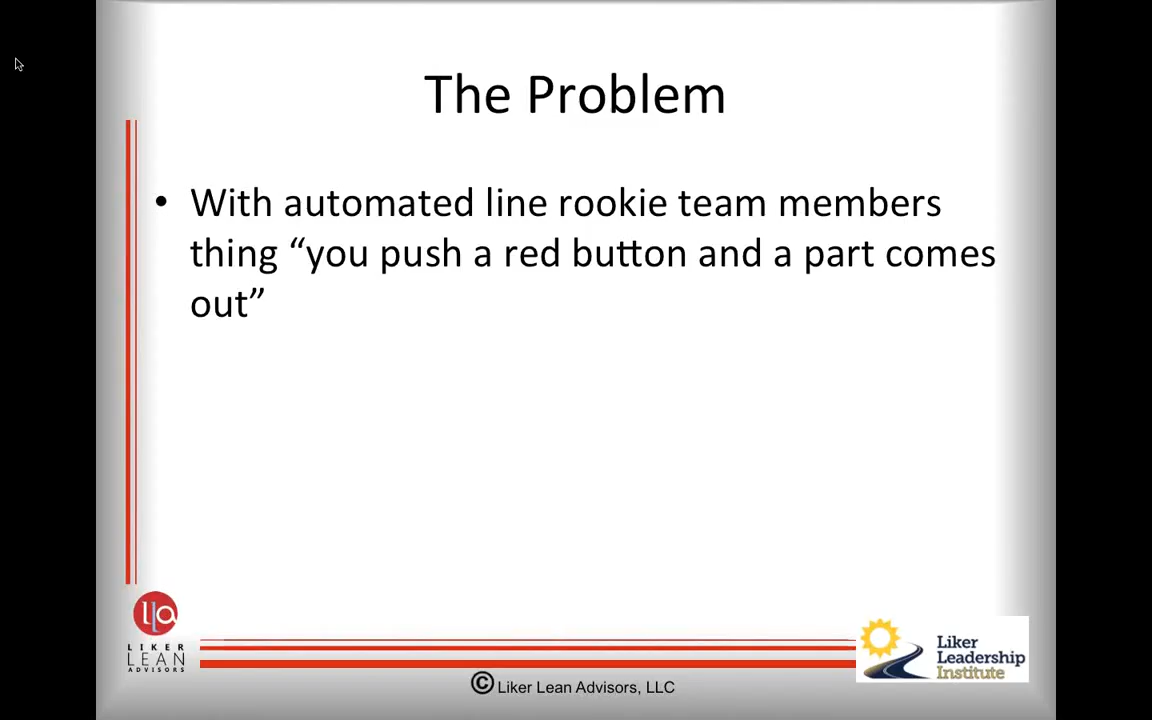 The Problem
• With automated line rookie team members
thing “you push a red button and a part comes
out”
lla
LIKER
LEAN
ADVISORS
© Liker Lean Advisors, LLC
Liker
Leadership
Institute